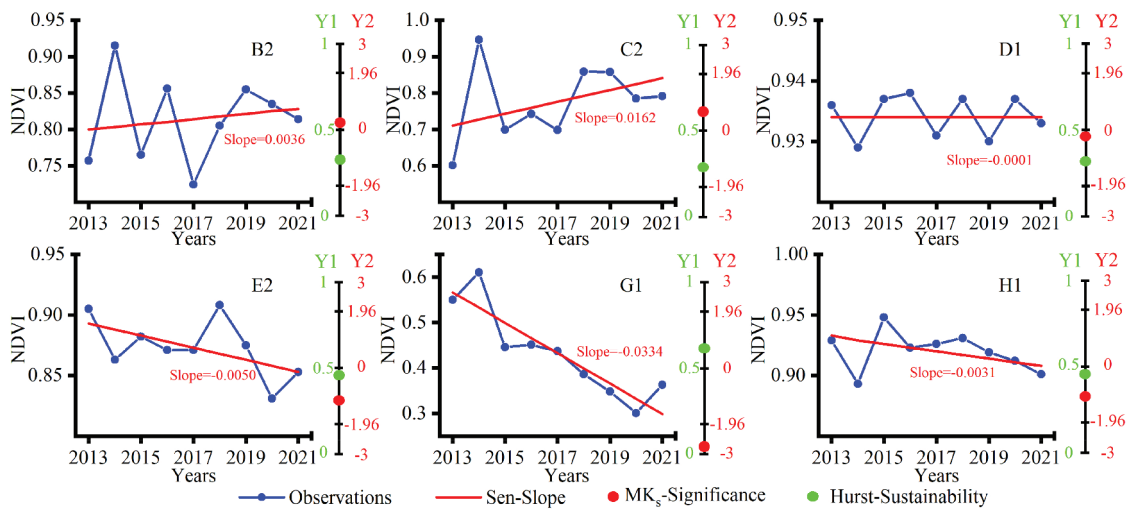 0.95
0.90
0.85
0.80
0.75
NDVI
B2
Slope=0.0036
2013 2015 2017 2019 2021
Years
Y1 Y2
1
0.5
0
3
1.96
0
-1.96
-3
1.0
0.9
0.8
0.7
0.6
NDVI
C2
Slope=0.0162
2013 2015 2017 2019 2021
Years
Y1 Y2
1
0.5
0
3
1.96
0
-1.96
-3
0.95
0.94
0.93
NDVI
D1
Slope=-0.0001
2013 2015 2017 2019 2021
Years
Y1 Y2
1
0.5
0
3
1.96
0
-1.96
-3
0.95
0.90
0.85
NDVI
E2
Slope=-0.0050
2013 2015 2017 2019 2021
Years
Y1 Y2
1
0.5
0
3
1.96
0
-1.96
-3
0.6
0.5
0.4
0.3
NDVI
G1
Slope=-0.0334
2013 2015 2017 2019 2021
Years
Y1 Y2
1
0.5
0
3
1.96
0
-1.96
-3
1.00
0.95
0.90
NDVI
H1
Slope=-0.0031
2013 2015 2017 2019 2021
Years
Y1 Y2
1
0.5
0
3
1.96
0
-1.96
-3
Observations Sen-Slope MKs-Significance Hurst-Sustainability